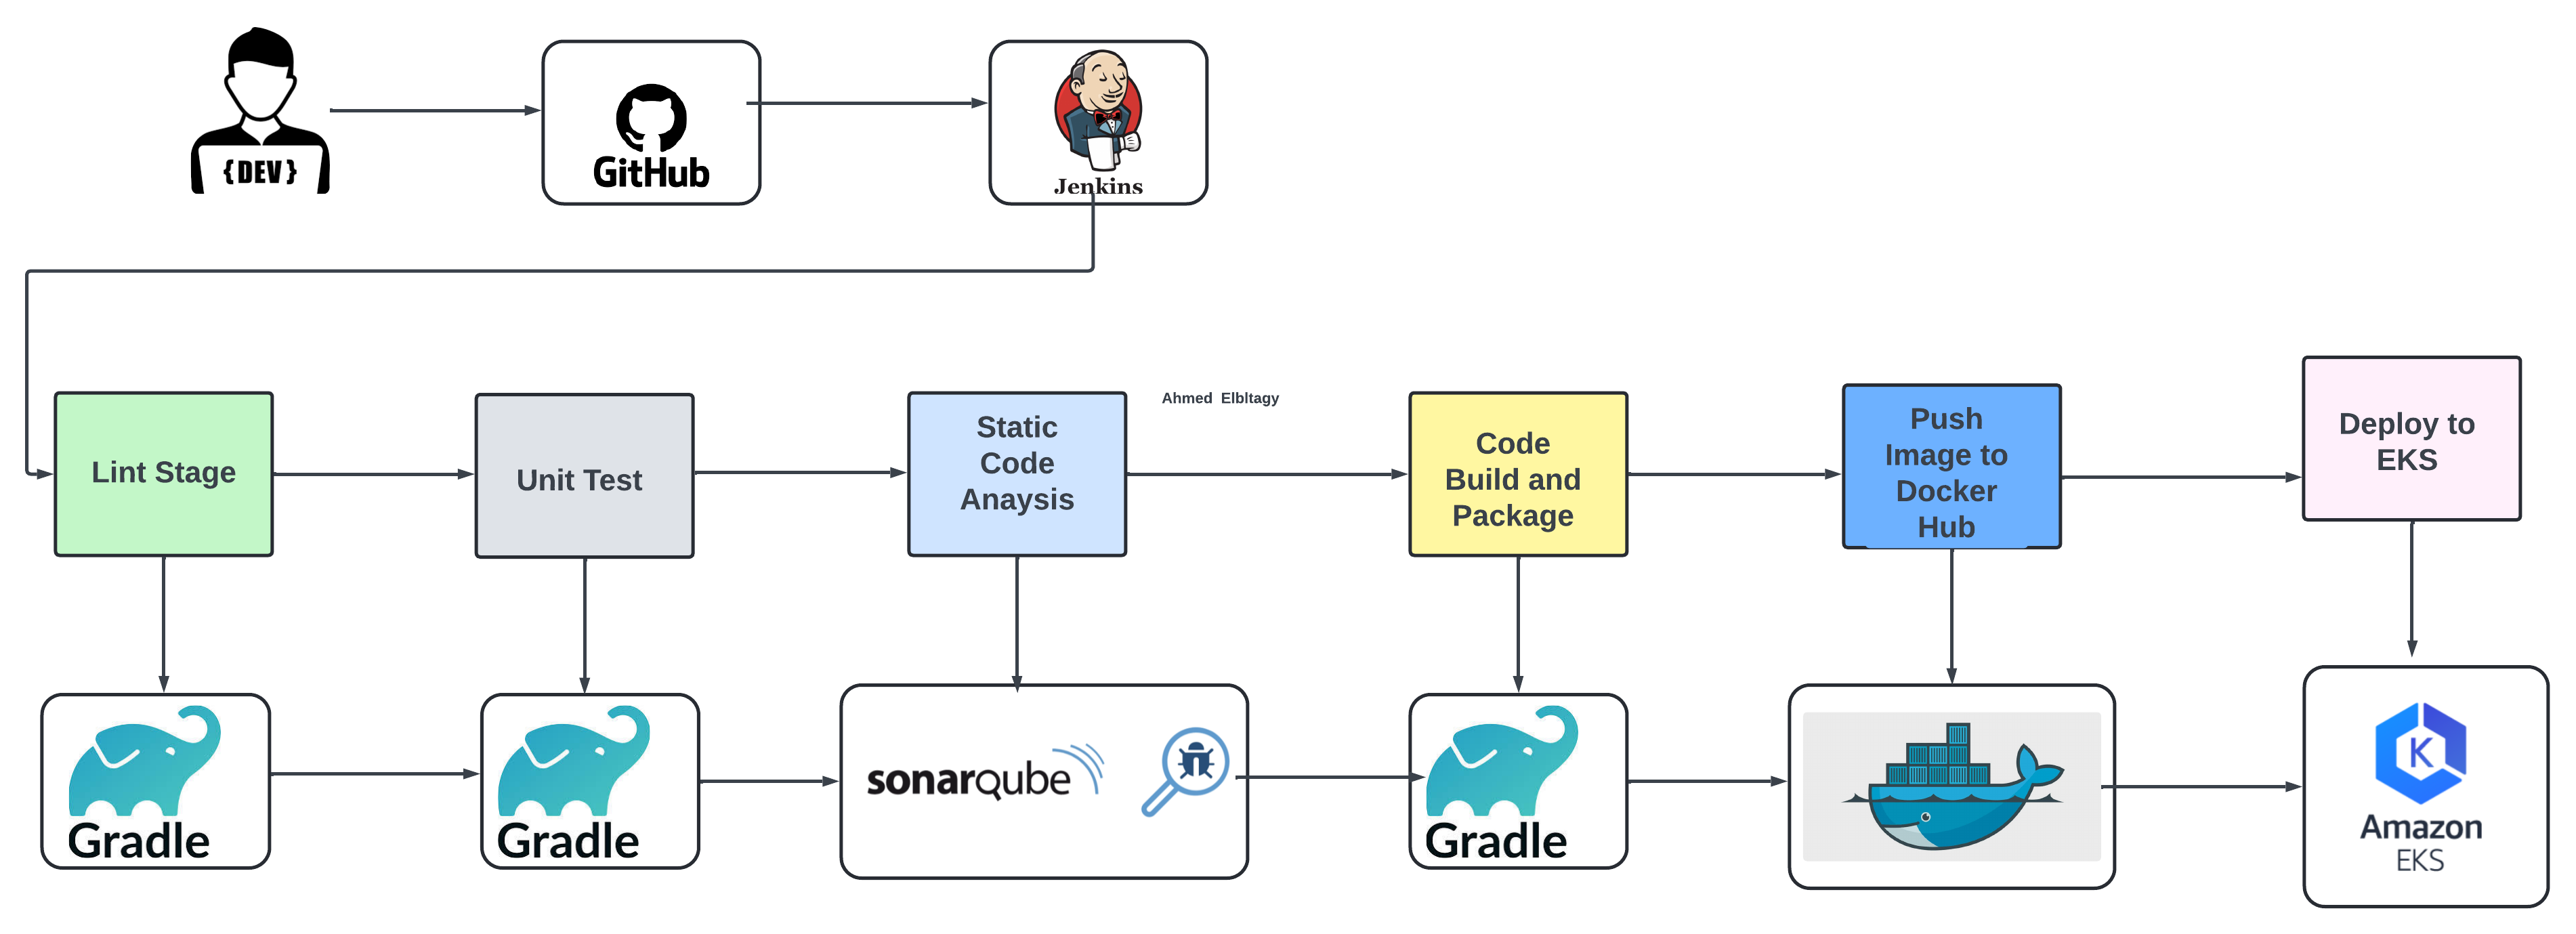 {DEV}
GitHub
Jenkins
Lint Stage
Unit Test
Static
Code
Anaysis
Ahmed Elbltagy
Code
Build and
Package
Push
Image to
Docker
Hub
Deploy to
EKS
Gradle
Gradle
sonarqube
Gradle
K
Amazon
EKS